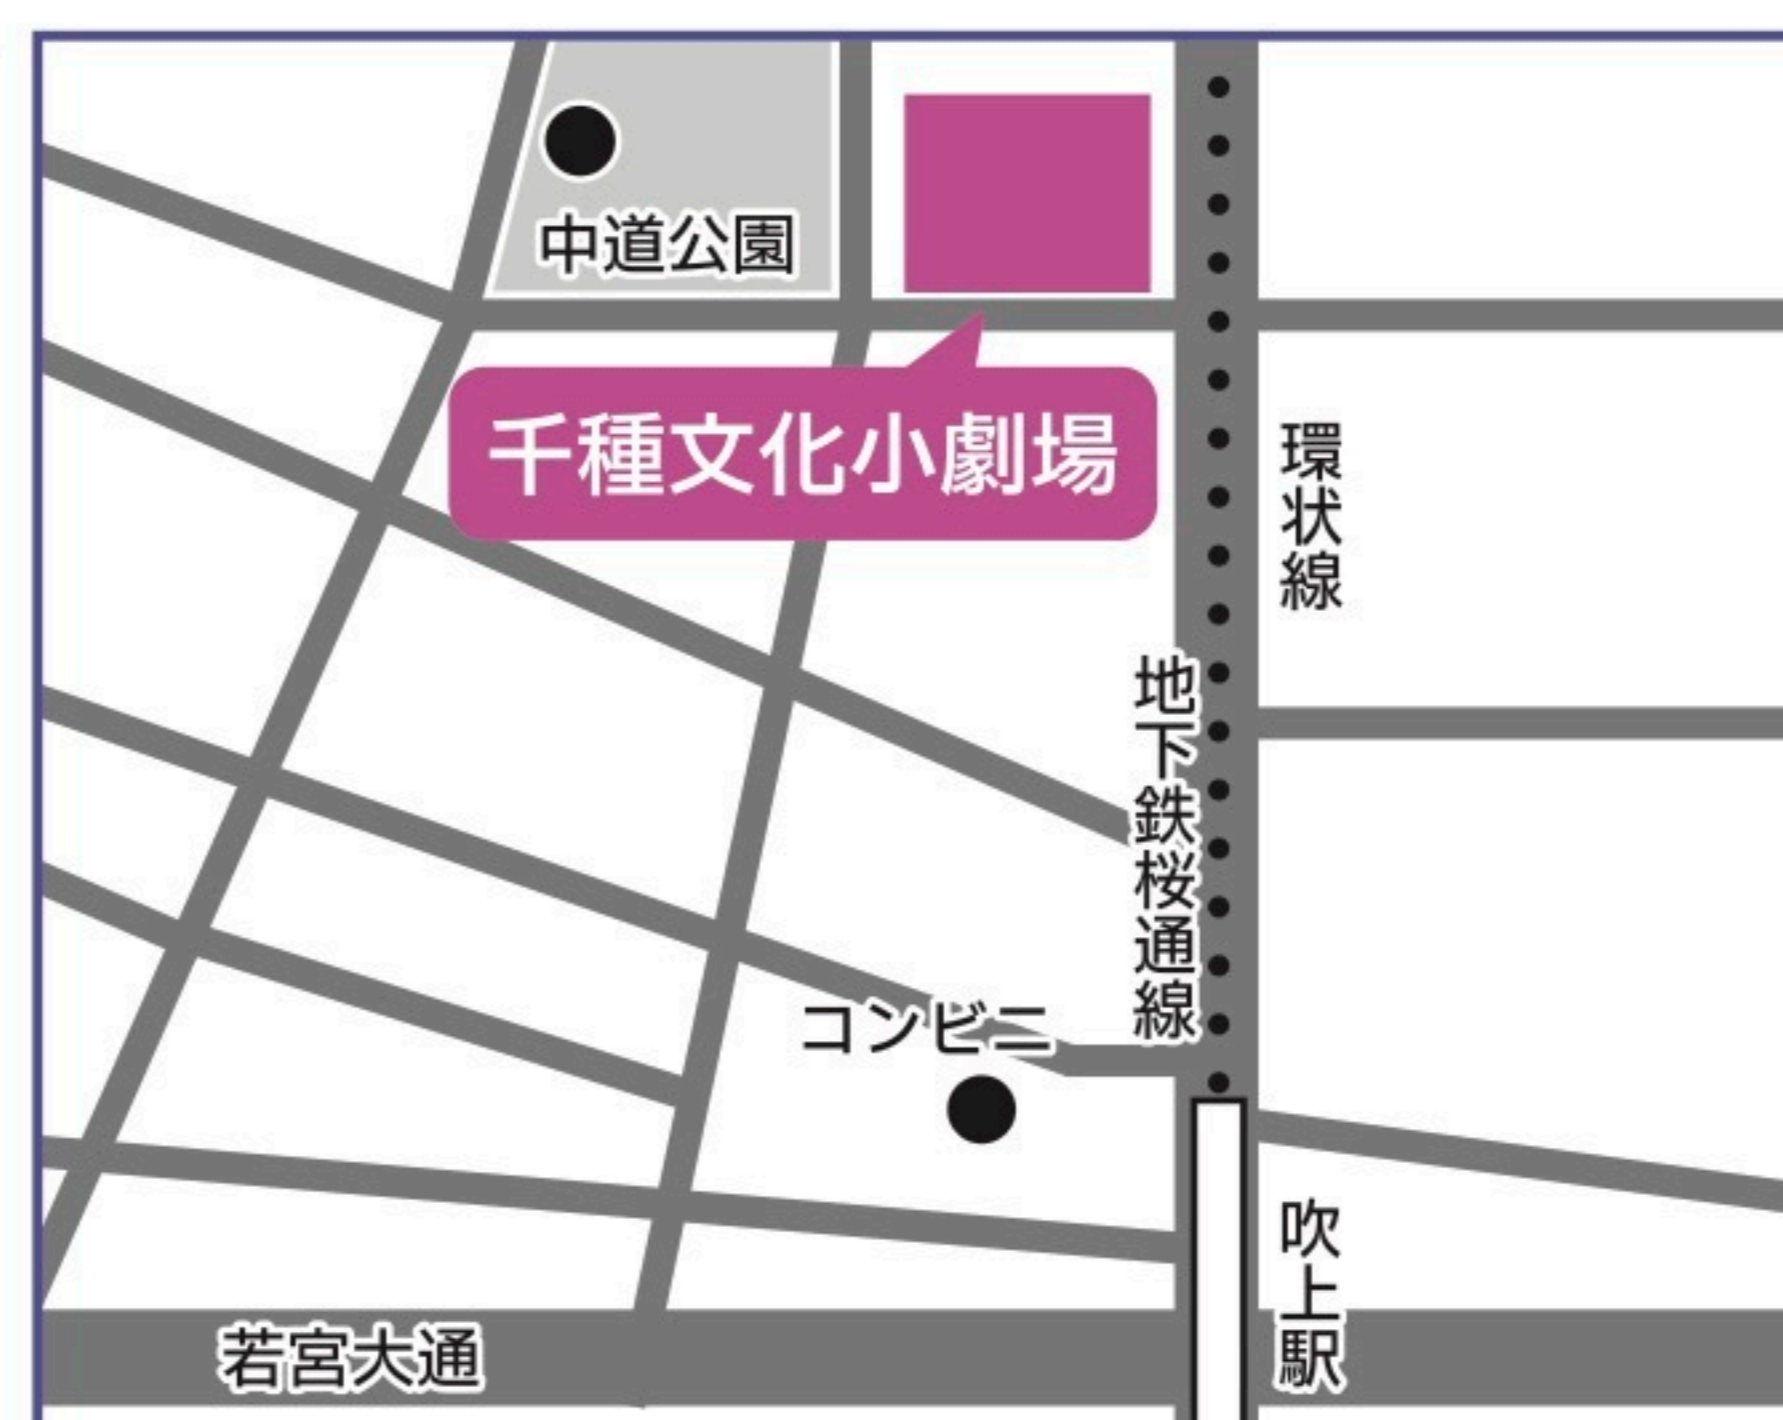 中道公園
千種文化小劇場
環状線
地下鉄桜通線
コンビニ
吹上駅
若宮大通